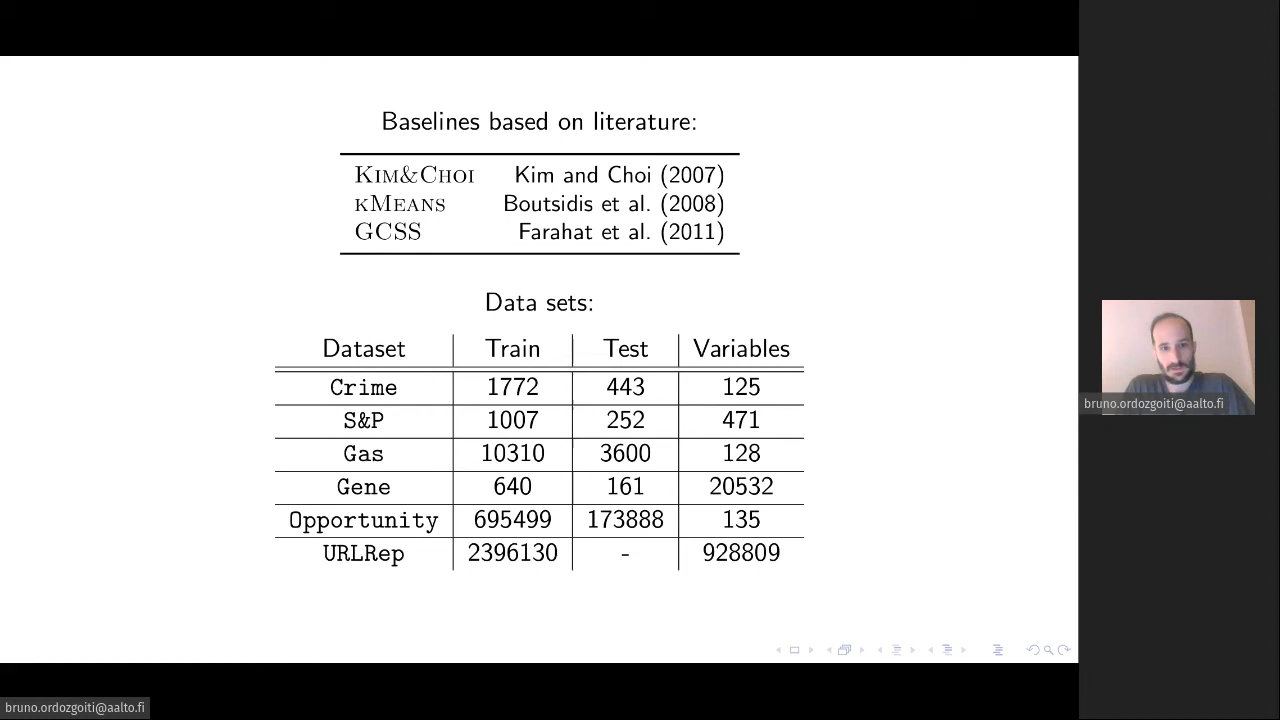 Baselines based on literature:
KIM&CHOI Kim and Choi (2007)
KMEANS Boutsidis et al. (2008)
GCSS Farahat et al. (2011)
Data sets:
Dataset Train Test Variables
Crime 1772 443 125
S&P 1007 252 471
Gas 10310 3600 128
Gene 640 161 20532
Opportunity 695499 173888 135
URLRep 2396130 - 928809
bruno.ordozgoiti@aalto.fi
bruno.ordozgoiti@aalto.fi